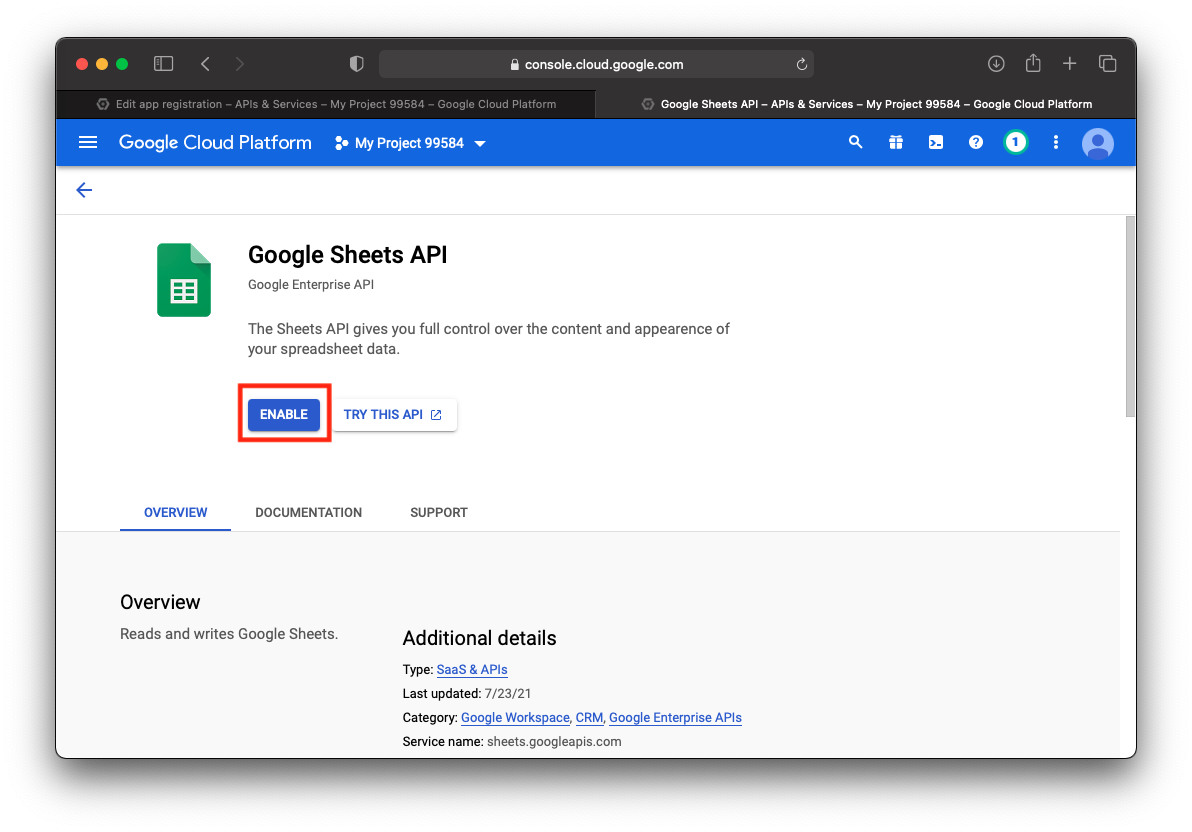 console.cloud.google.com
Edit app registration – APIs & Services – My Project 99584 – Google Cloud Platform
Google Sheets API – APIs & Services – My Project 99584 – Google Cloud Platform
Google Cloud Platform
My Project 99584
1
Google Sheets API
Google Enterprise API
The Sheets API gives you full control over the content and appearence of
your spreadsheet data.
ENABLE
TRY THIS API
OVERVIEW
DOCUMENTATION
SUPPORT
Overview
Reads and writes Google Sheets.
Additional details
Type: SaaS & APIs
Last updated: 7/23/21
Category: Google Workspace, CRM, Google Enterprise APIs
Service name: sheets.googleapis.com